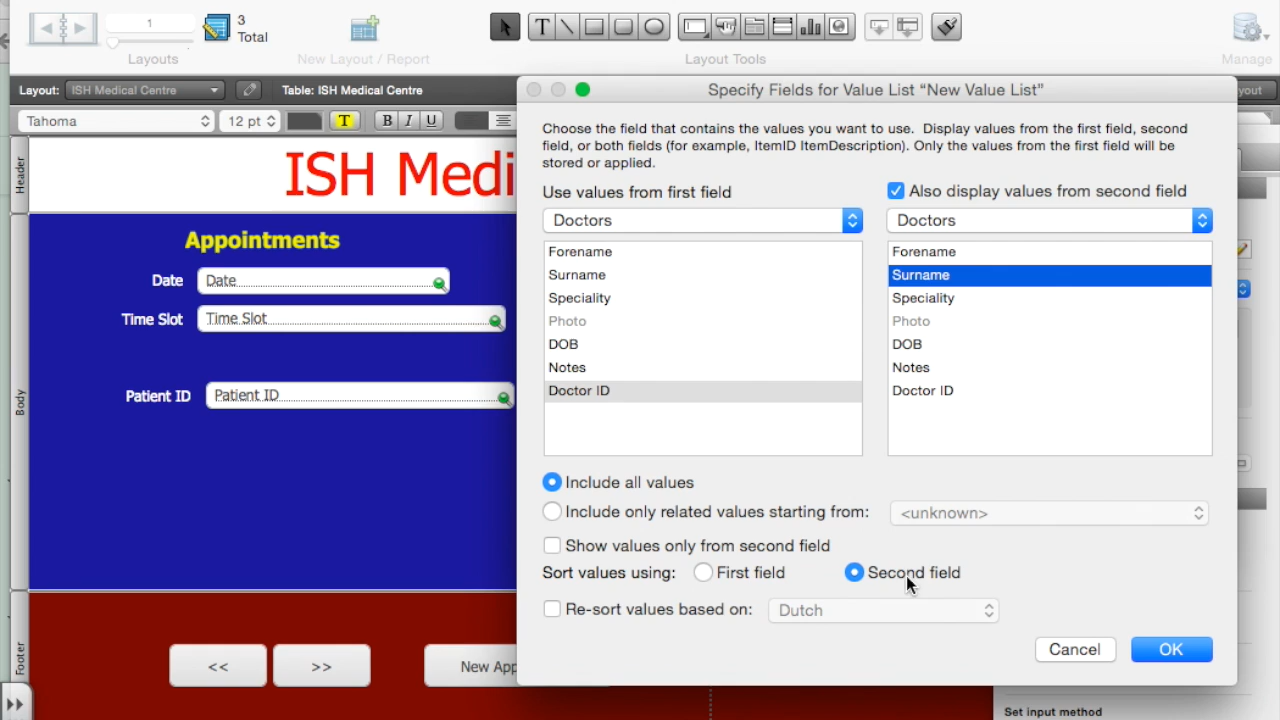 1
3
Total
Layouts
New Layout / Report
Layout Tools
Manage
Layout: ISH Medical Centre
Table: ISH Medical Centre
yout
Tahoma
12 pt
T
B I U
Specify Fields for Value List “New Value List”
Choose the field that contains the values you want to use. Display values from the first field, second
field, or both fields (for example, ItemID ItemDescription). Only the values from the first field will be
stored or applied.
Use values from first field
Also display values from second field
Doctors
Doctors
Forename
Surname
Speciality
Photo
DOB
Notes
Doctor ID
Forename
Surname
Speciality
Photo
DOB
Notes
Doctor ID
Include all values
Include only related values starting from:
<unknown>
Show values only from second field
Sort values using:
First field
Second field
Re-sort values based on:
Dutch
Cancel
OK
Header
ISH Medi
Body
Appointments
Date
Date
Time Slot
Time Slot
Patient ID
Patient ID
Footer
<<
>>
New App
Set input method